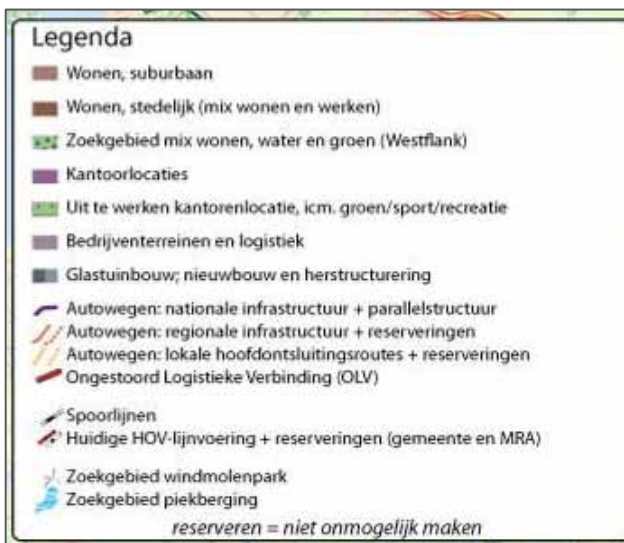 Legenda
Wonen, suburbaan
Wonen, stedelijk (mix wonen en werken)
Zoekgebied mix wonen, water en groen (Westflank)
Kantoorlocaties
Uit te werken kantorenlocatie, icm. groen/sport/recreatie
Bedrijventerreinen en logistiek
Glastuinbouw; nieuwbouw en herstructurering
Autowegen: nationale infrastructuur + parallelstructuur
Autowegen: regionale infrastructuur + reserveringen
Autowegen: lokale hoofdontsluitingsroutes + reserveringen
Ongestoord Logistieke Verbinding (OLV)
Spoorlijnen
Huidige HOV-lijnvoering + reserveringen (gemeente en MRA)
Zoekgebied windmolenpark
Zoekgebied piekberging
reserveren = niet onmogelijk maken